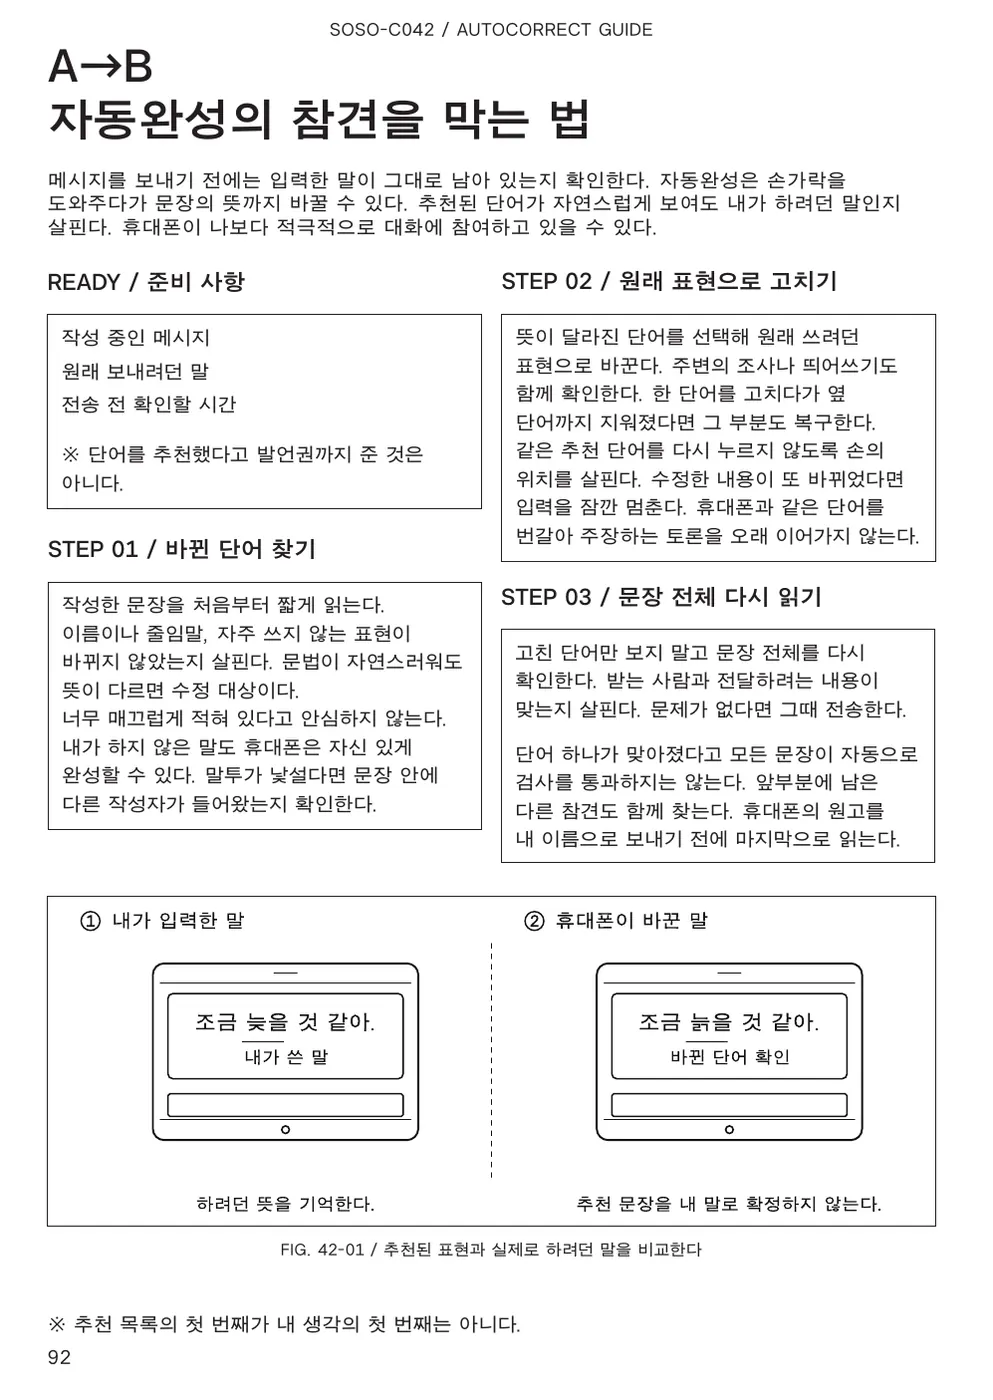 SOSO-C042 / AUTOCORRECT GUIDE
A→B
자동완성의 참견을 막는 법
메시지를 보내기 전에는 입력한 말이 그대로 남아 있는지 확인한다. 자동완성은 손가락을
도와주다가 문장의 뜻까지 바꿀 수 있다. 추천된 단어가 자연스럽게 보여도 내가 하려던 말인지
살핀다. 휴대폰이 나보다 적극적으로 대화에 참여하고 있을 수 있다.
READY / 준비 사항
작성 중인 메시지
원래 보내려던 말
전송 전 확인할 시간
※ 단어를 추천했다고 발언권까지 준 것은
아니다.
STEP 01 / 바뀐 단어 찾기
작성한 문장을 처음부터 짧게 읽는다.
이름이나 줄임말, 자주 쓰지 않는 표현이
바뀌지 않았는지 살핀다. 문법이 자연스러워도
뜻이 다르면 수정 대상이다.
너무 매끄럽게 적혀 있다고 안심하지 않는다.
내가 하지 않은 말도 휴대폰은 자신 있게
완성할 수 있다. 말투가 낯설다면 문장 안에
다른 작성자가 들어왔는지 확인한다.
STEP 02 / 원래 표현으로 고치기
뜻이 달라진 단어를 선택해 원래 쓰려던
표현으로 바꾼다. 주변의 조사나 띄어쓰기도
함께 확인한다. 한 단어를 고치다가 옆
단어까지 지워졌다면 그 부분도 복구한다.
같은 추천 단어를 다시 누르지 않도록 손의
위치를 살핀다. 수정한 내용이 또 바뀌었다면
입력을 잠깐 멈춘다. 휴대폰과 같은 단어를
번갈아 주장하는 토론을 오래 이어가지 않는다.
STEP 03 / 문장 전체 다시 읽기
고친 단어만 보지 말고 문장 전체를 다시
확인한다. 받는 사람과 전달하려는 내용이
맞는지 살핀다. 문제가 없다면 그때 전송한다.
단어 하나가 맞아졌다고 모든 문장이 자동으로
검사를 통과하지는 않는다. 앞부분에 남은
다른 참견도 함께 찾는다. 휴대폰의 원고를
내 이름으로 보내기 전에 마지막으로 읽는다.
① 내가 입력한 말
조금 늦을 것 같아.
내가 쓴 말
하려던 뜻을 기억한다.
② 휴대폰이 바꾼 말
조금 늙을 것 같아.
바뀐 단어 확인
추천 문장을 내 말로 확정하지 않는다.
FIG. 42-01 / 추천된 표현과 실제로 하려던 말을 비교한다
※ 추천 목록의 첫 번째가 내 생각의 첫 번째는 아니다.
92